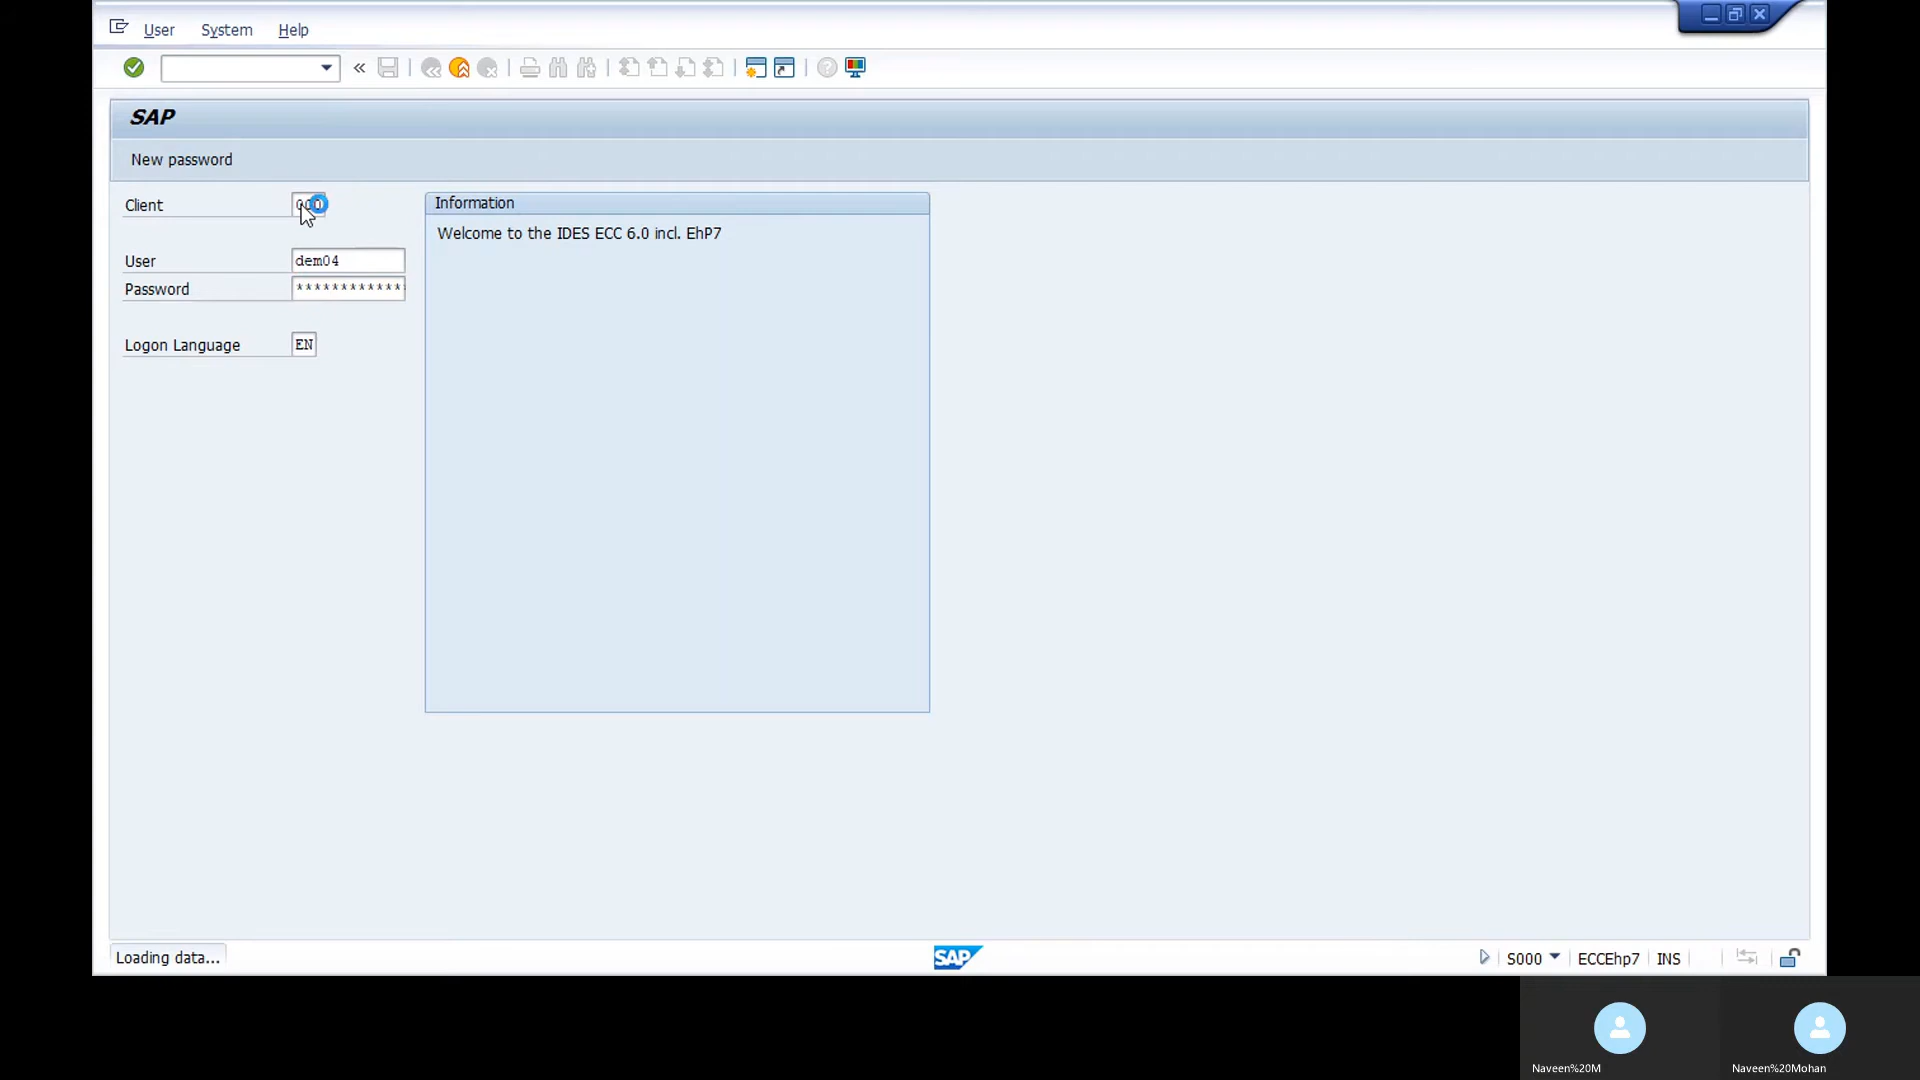 User System Help
SAP
New password
Client 000
Information
Welcome to the IDES ECC 6.0 incl. EhP7
User dem04
Password *************
Logon Language EN
Loading data...
SAP
S000 ECCEhp7 INS
Naveen%20M
Naveen%20Mohan